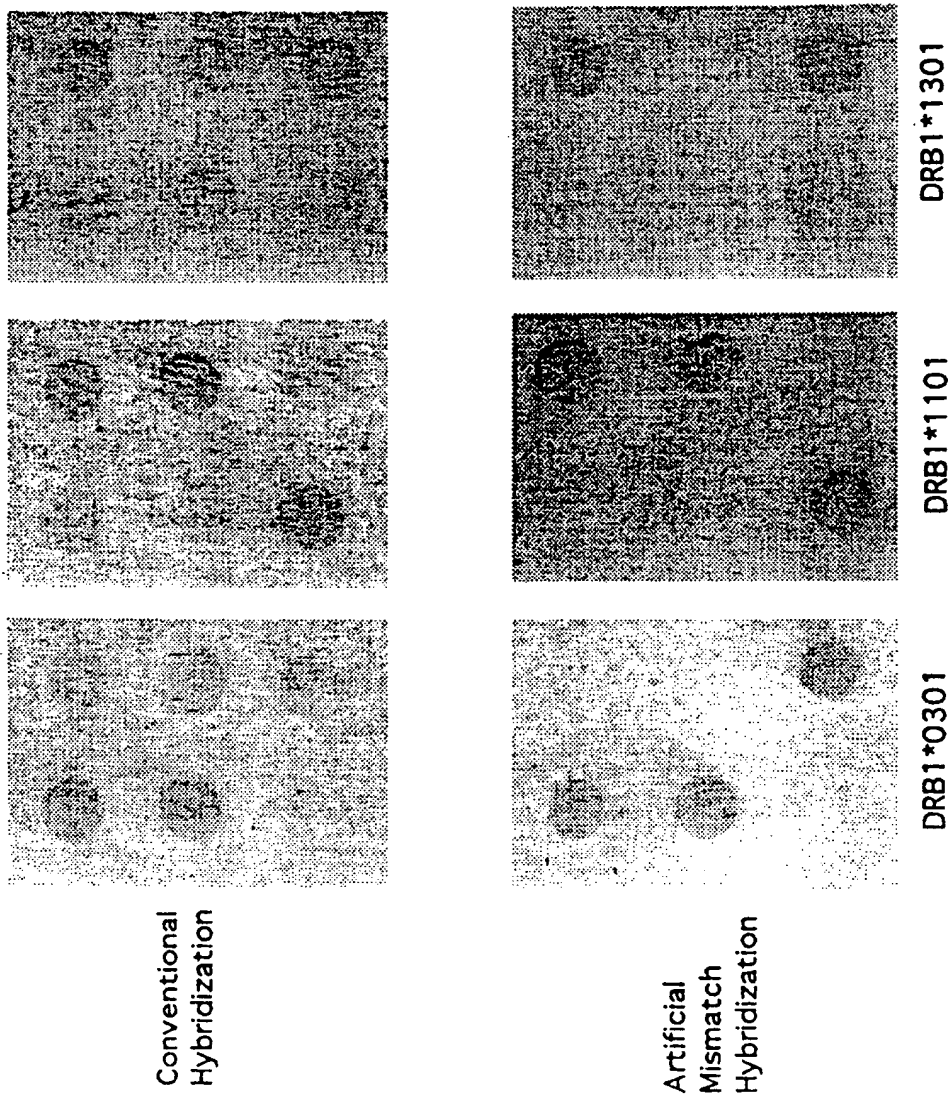 Conventional
Hybridization
Artificial
Mismatch
Hybridization
DRB1*0301
DRB1*1101
DRB1*1301